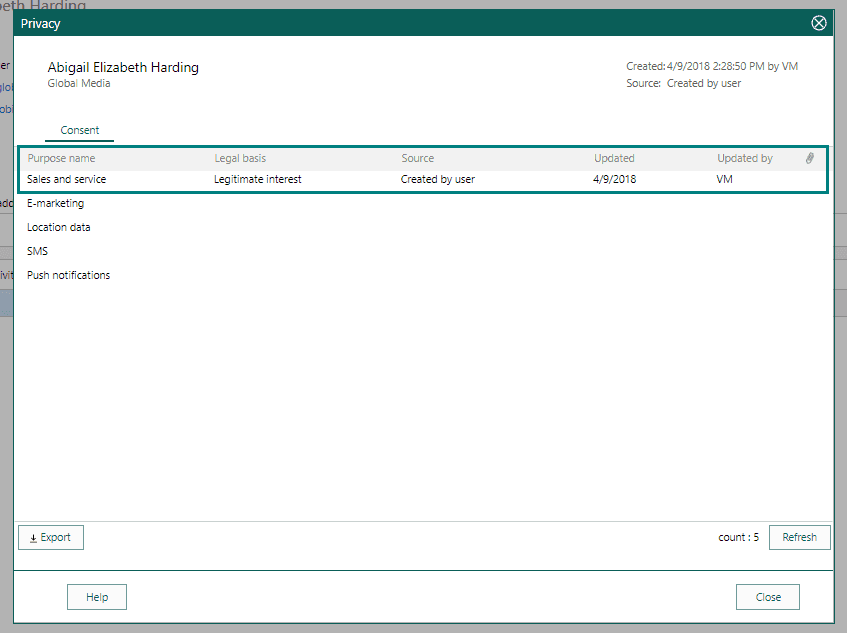 beth Harding
Privacy
Abigail Elizabeth Harding
Global Media
Created: 4/9/2018 2:28:50 PM by VM
Source: Created by user
Consent
Purpose name Legal basis Source Updated Updated by
Sales and service Legitimate interest Created by user 4/9/2018 VM
E-marketing
Location data
SMS
Push notifications
Export
count : 5
Refresh
Help
Close